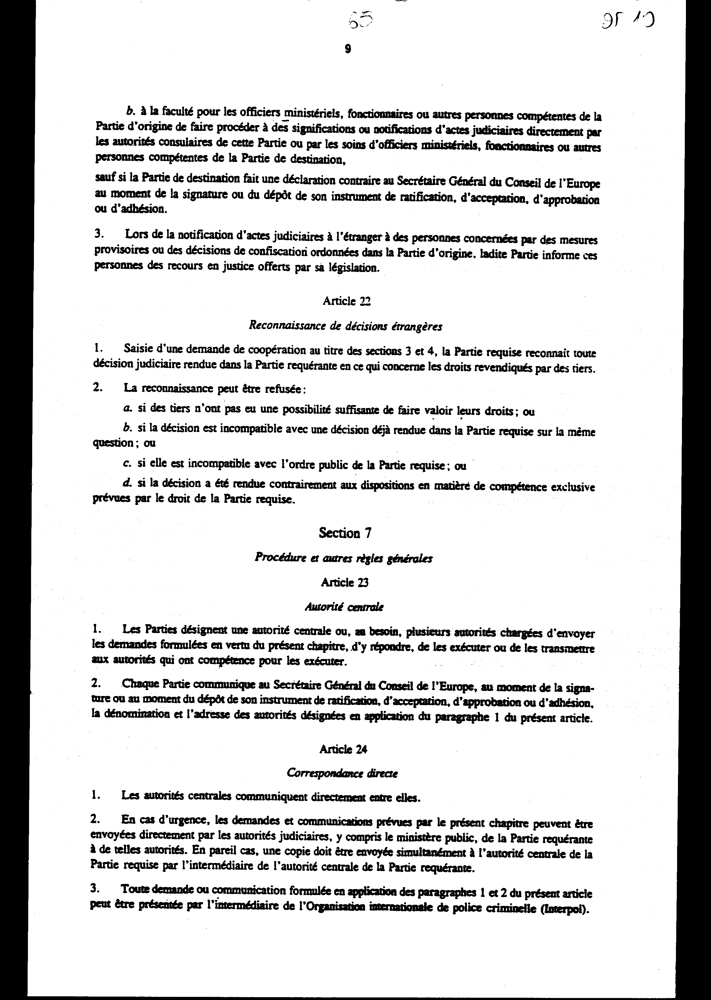 65
9
b. à la faculté pour les officiers ministériels, fonctionnaires ou autres personnes compétentes de la
Partie d'origine de faire procéder à des significations ou notifications d'actes judiciaires directement par
les autorités consulaires de cette Partie ou par les soins d'officiers ministériels, fonctionnaires ou autres
personnes compétentes de la Partie de destination,
sauf si la Partie de destination fait une déclaration contraire au Secrétaire Général du Conseil de l'Europe
au moment de la signature ou du dépôt de son instrument de ratification, d'acceptation, d'approbation
ou d'adhésion.
3. Lors de la notification d'actes judiciaires à l'étranger à des personnes concernées par des mesures
provisoires ou des décisions de confiscation ordonnées dans la Partie d'origine, ladite Partie informe ces
personnes des recours en justice offerts par sa législation.
Article 22
Reconnaissance de décisions étrangères
1. Saisie d'une demande de coopération au titre des sections 3 et 4, la Partie requise reconnaît toute
décision judiciaire rendue dans la Partie requérante en ce qui concerne les droits revendiqués par des tiers.
2. La reconnaissance peut être refusée :
a. si des tiers n'ont pas eu une possibilité suffisante de faire valoir leurs droits ; ou
b. si la décision est incompatible avec une décision déjà rendue dans la Partie requise sur la même
question ; ou
c. si elle est incompatible avec l'ordre public de la Partie requise ; ou
d. si la décision a été rendue contrairement aux dispositions en matière de compétence exclusive
prévues par le droit de la Partie requise.
Section 7
Procédure et autres règles générales
Article 23
Autorité centrale
1. Les Parties désignent une autorité centrale ou, au besoin, plusieurs autorités chargées d'envoyer
les demandes formulées en vertu du présent chapitre, d'y répondre, de les exécuter ou de les transmettre
aux autorités qui ont compétence pour les exécuter.
2. Chaque Partie communique au Secrétaire Général du Conseil de l'Europe, au moment de la signa-
ture ou au moment du dépôt de son instrument de ratification, d'acceptation, d'approbation ou d'adhésion,
la dénomination et l'adresse des autorités désignées en application du paragraphe 1 du présent article.
Article 24
Correspondance directe
1. Les autorités centrales communiquent directement entre elles.
2. En cas d'urgence, les demandes et communications prévues par le présent chapitre peuvent être
envoyées directement par les autorités judiciaires, y compris le ministère public, de la Partie requérante
à de telles autorités. En pareil cas, une copie doit être envoyée simultanément à l'autorité centrale de la
Partie requise par l'intermédiaire de l'autorité centrale de la Partie requérante.
3. Toute demande ou communication formulée en application des paragraphes 1 et 2 du présent article
peut être présentée par l'intermédiaire de l'Organisation internationale de police criminelle (Interpol).